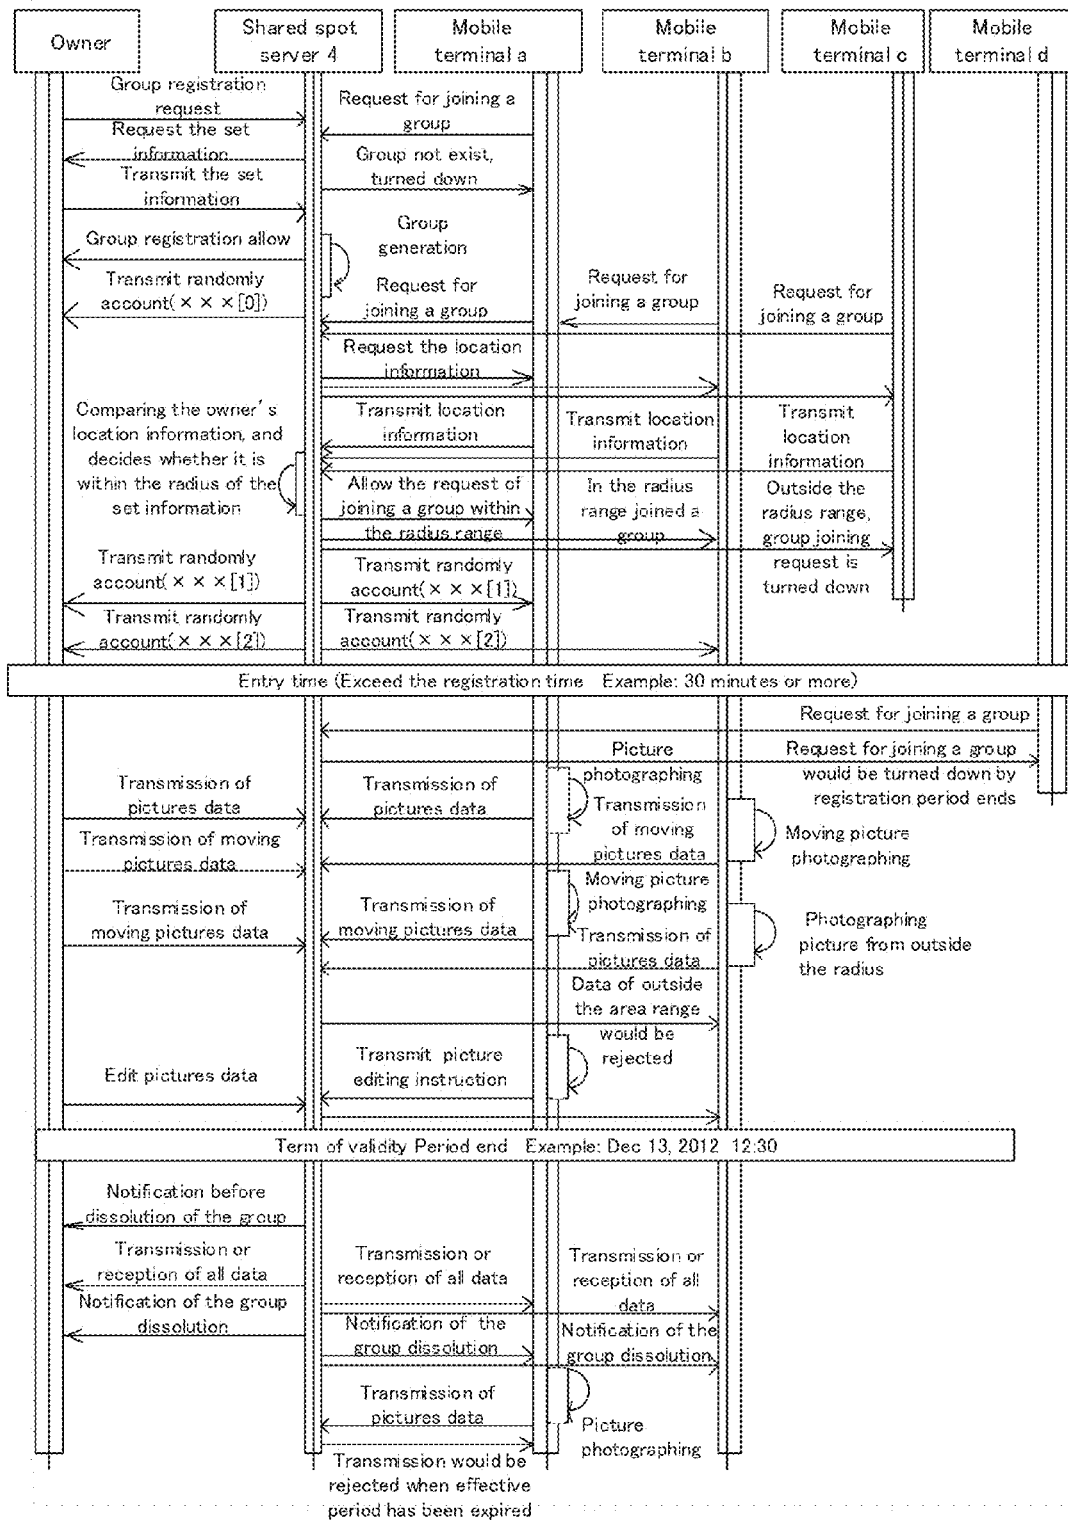 Owner
Shared spot
server 4
Mobile
terminal a
Mobile
terminal b
Mobile
terminal c
Mobile
terminal d
Group registration
request
Request for joining a
group
Request the set
information
Group not exist,
turned down
Transmit the set
information
Group registration allow
Group
generation
Transmit randomly
account(×××[0])
Request for
joining a group
Request for
joining a group
Request for
joining a group
Request the location
information
Comparing the owner's
location information, and
decides whether it is
within the radius of the
set information
Transmit location
information
Transmit location
information
Transmit
location
information
Allow the request of
joining a group within
the radius range
In the radius
range joined a
group
Outside the
radius range,
group joining
request is
turned down
Transmit randomly
account(×××[1])
Transmit randomly
account(×××[1])
Transmit randomly
account(×××[2])
Transmit randomly
account(×××[2])
Entry time (Exceed the registration time Example: 30 minutes or more)
Request for joining a group
Request for joining a group
would be turned down by
registration period ends
Picture
photographing
Transmission of
pictures data
Transmission of
pictures data
Transmission
of moving
pictures data
Moving picture
photographing
Transmission of moving
pictures data
Moving picture
photographing
Transmission of
moving pictures data
Transmission of
moving pictures data
Photographing
picture from outside
the radius
Transmission of
pictures data
Data of outside
the area range
would be
rejected
Edit pictures data
Transmit picture
editing instruction
Term of validity Period end Example: Dec 13, 2012 12:30
Notification before
dissolution of the group
Transmission or
reception of all data
Transmission or
reception of all data
Transmission or
reception of all
data
Notification of the group
dissolution
Notification of the
group dissolution
Notification of the
group dissolution
Transmission of
pictures data
Picture
photographing
Transmission would be
rejected when effective
period has been expired